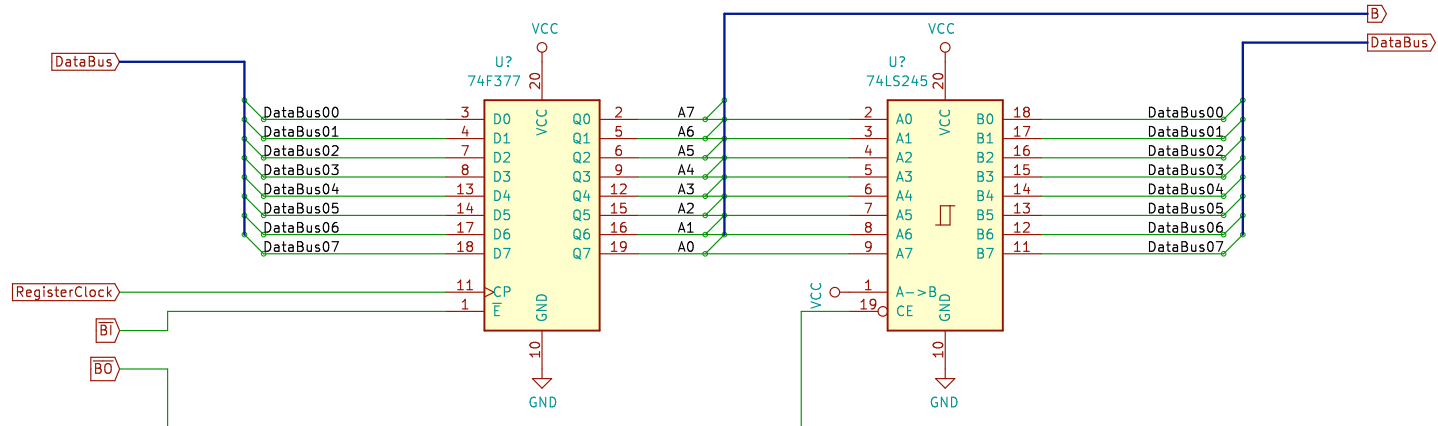 B
VCC
VCC
DataBus
DataBus
U?
74F377
U?
74LS245
20
20
DataBus00
3
D0
VCC
Q0
2
A7
2
A0
VCC
B0
18
DataBus00
DataBus01
4
D1
Q1
5
A6
3
A1
B1
17
DataBus01
DataBus02
7
D2
Q2
6
A5
4
A2
B2
16
DataBus02
DataBus03
8
D3
Q3
9
A4
5
A3
B3
15
DataBus03
DataBus04
13
D4
Q4
12
A3
6
A4
B4
14
DataBus04
DataBus05
14
D5
Q5
15
A2
7
A5
B5
13
DataBus05
DataBus06
17
D6
Q6
16
A1
8
A6
B6
12
DataBus06
DataBus07
18
D7
Q7
19
A0
9
A7
B7
11
DataBus07
RegisterClock
11
CP
GND
VCC
1
A->B
GND
1
E̅
19
CE
B̅I̅
10
10
B̅O̅
GND
GND